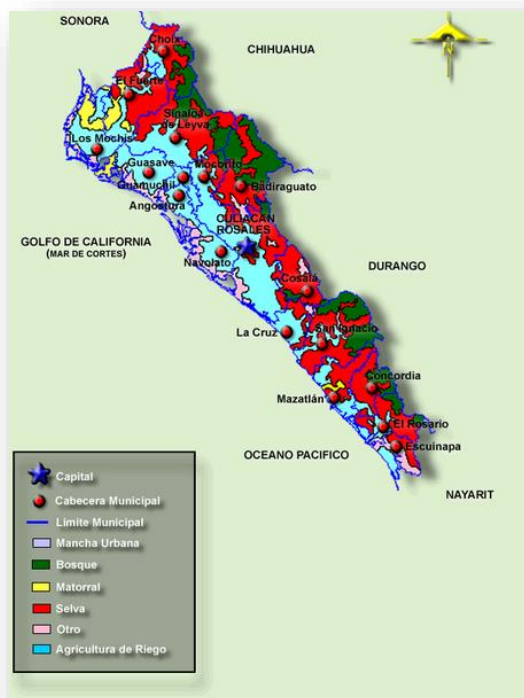 SONORA
CHIHUAHUA
Choix
El Fuerte
Sinaloa
de Leyva
Los Mochis
Guasave
Mocorito
Guamuchil
Badiraguato
Angostura
CULIACAN
ROSALES
GOLFO DE CALIFORNIA
(MAR DE CORTES)
Navolato
DURANGO
Cosalá
La Cruz
San Ignacio
Concordia
Mazatlán
El Rosario
Escuinapa
OCEANO PACIFICO
NAYARIT
Capital
Cabecera Municipal
Limite Municipal
Mancha Urbana
Bosque
Matorral
Selva
Otro
Agricultura de Riego